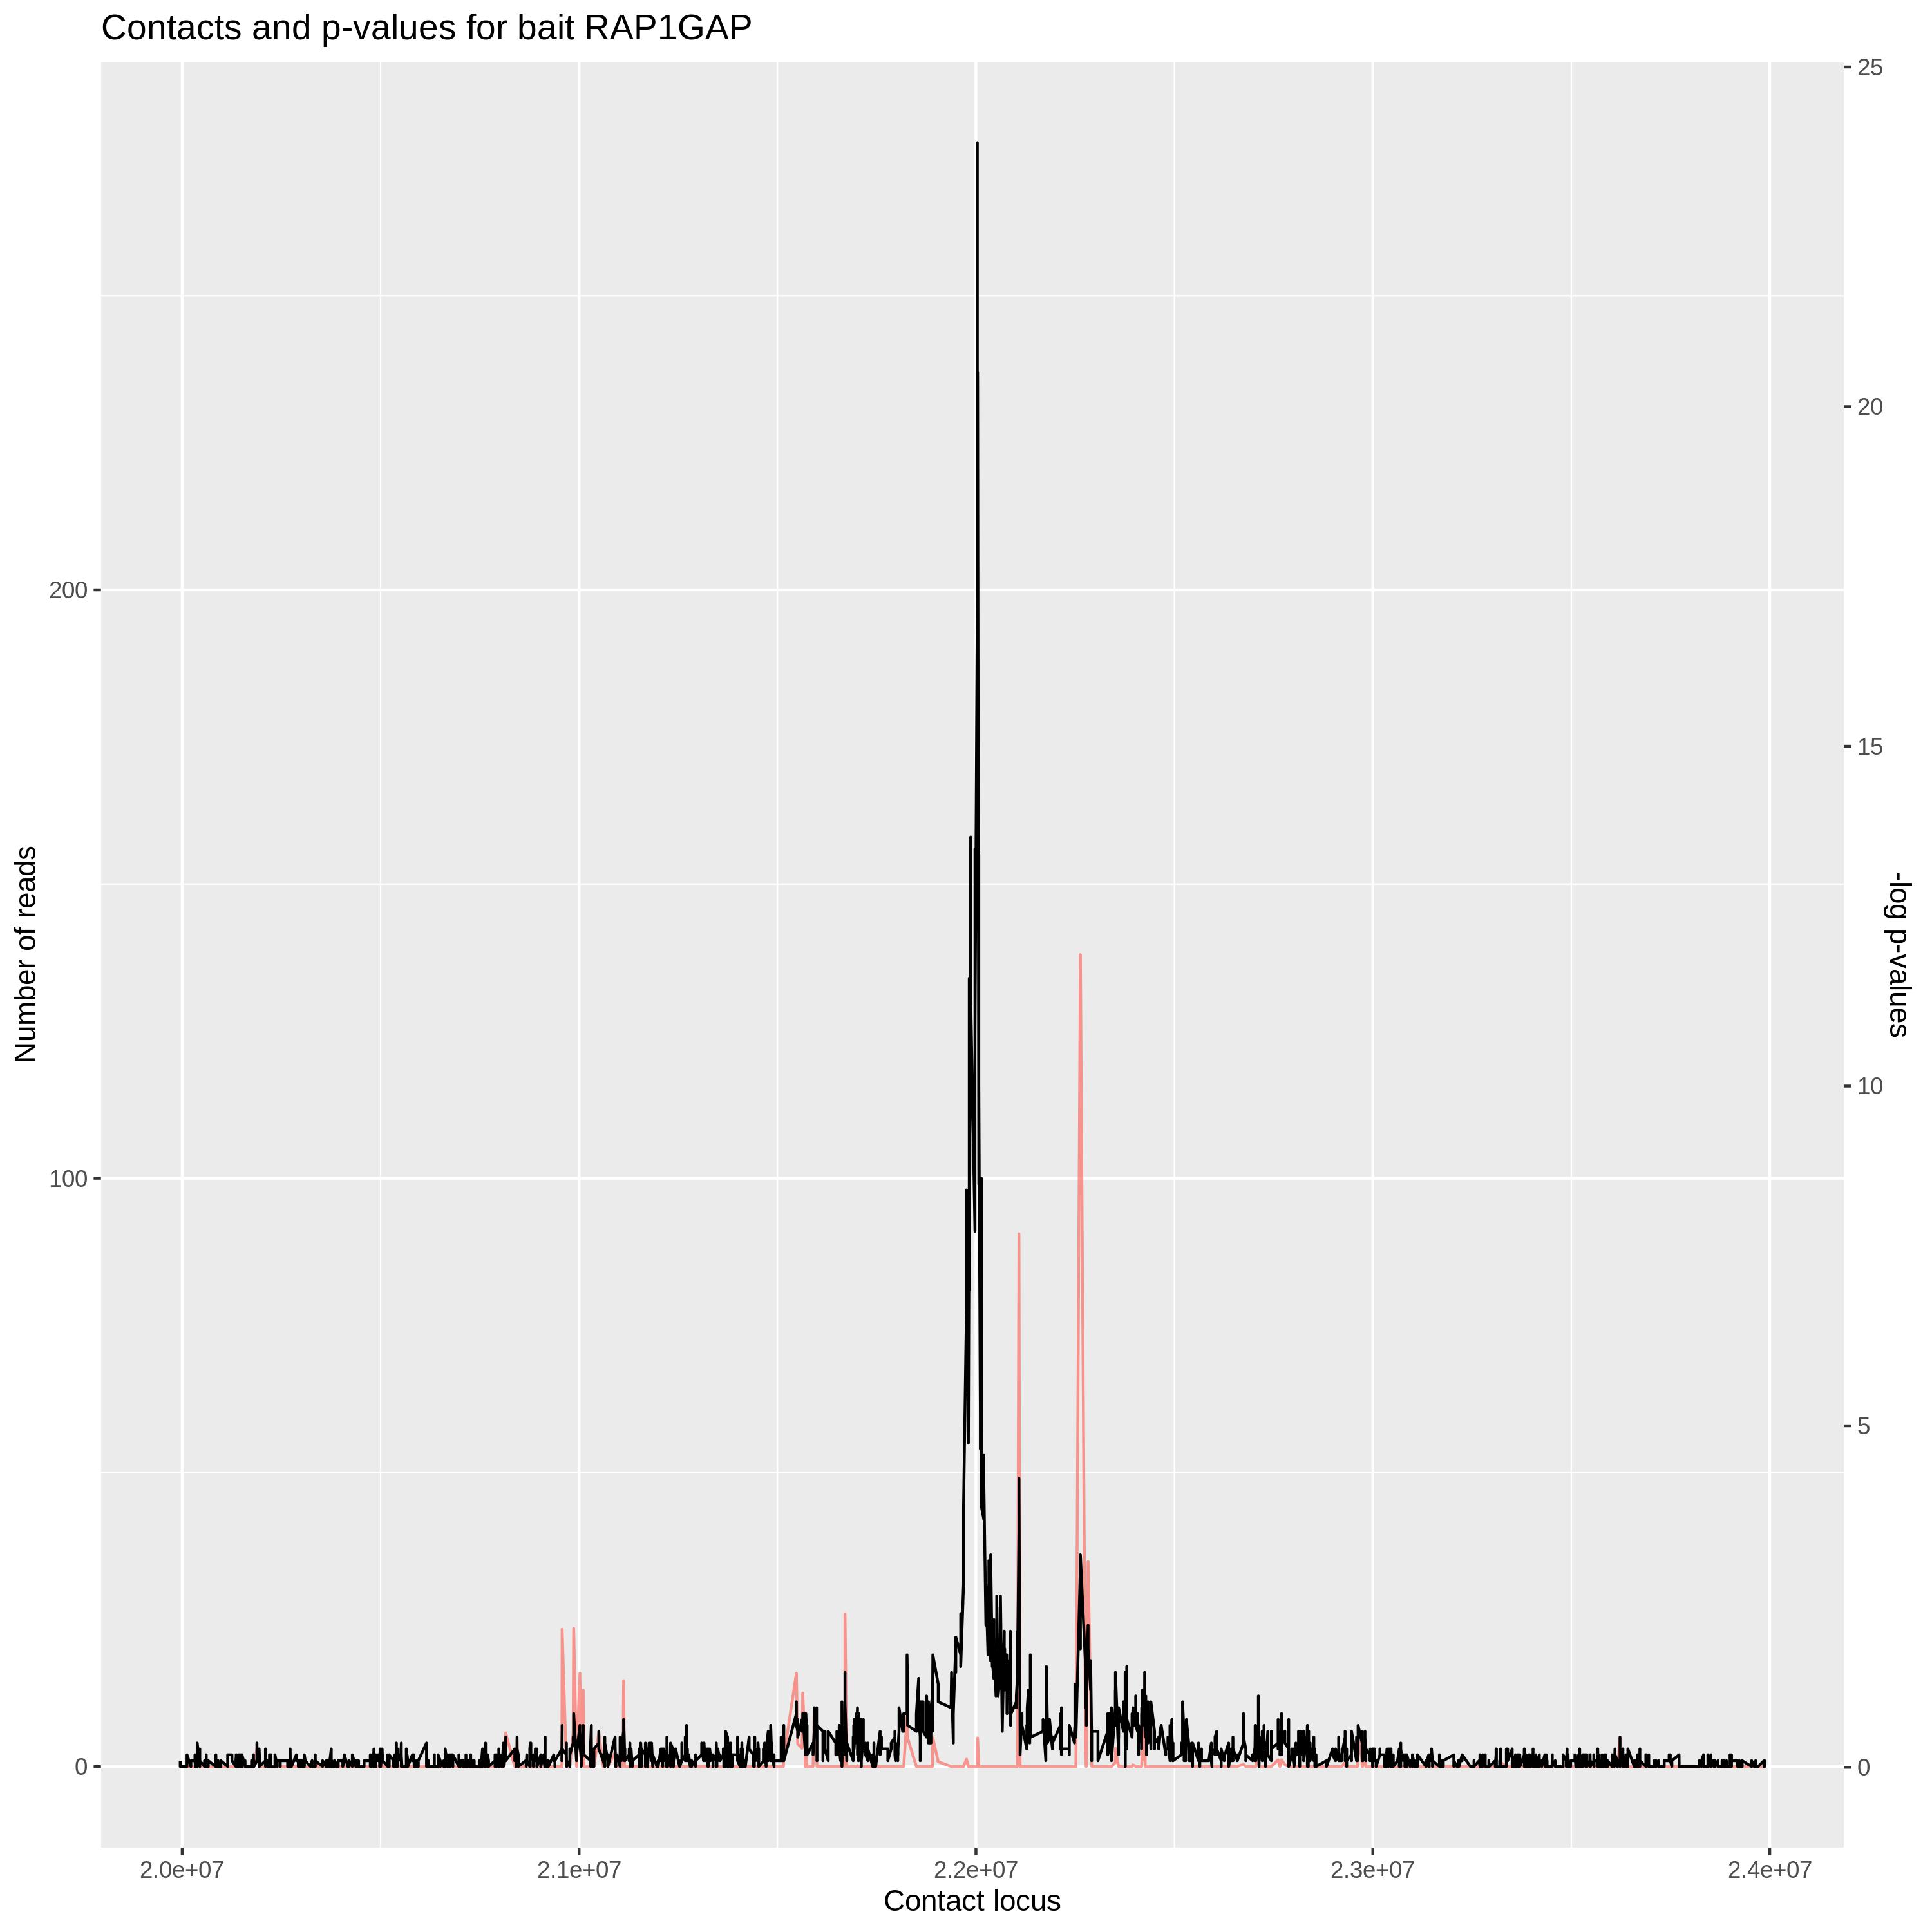 Contacts and p-values for bait RAP1GAP
25
20
200
15
Number of reads
-log p-values
10
100
5
0
0
2.0e+07 2.1e+07 2.2e+07 2.3e+07 2.4e+07
Contact locus